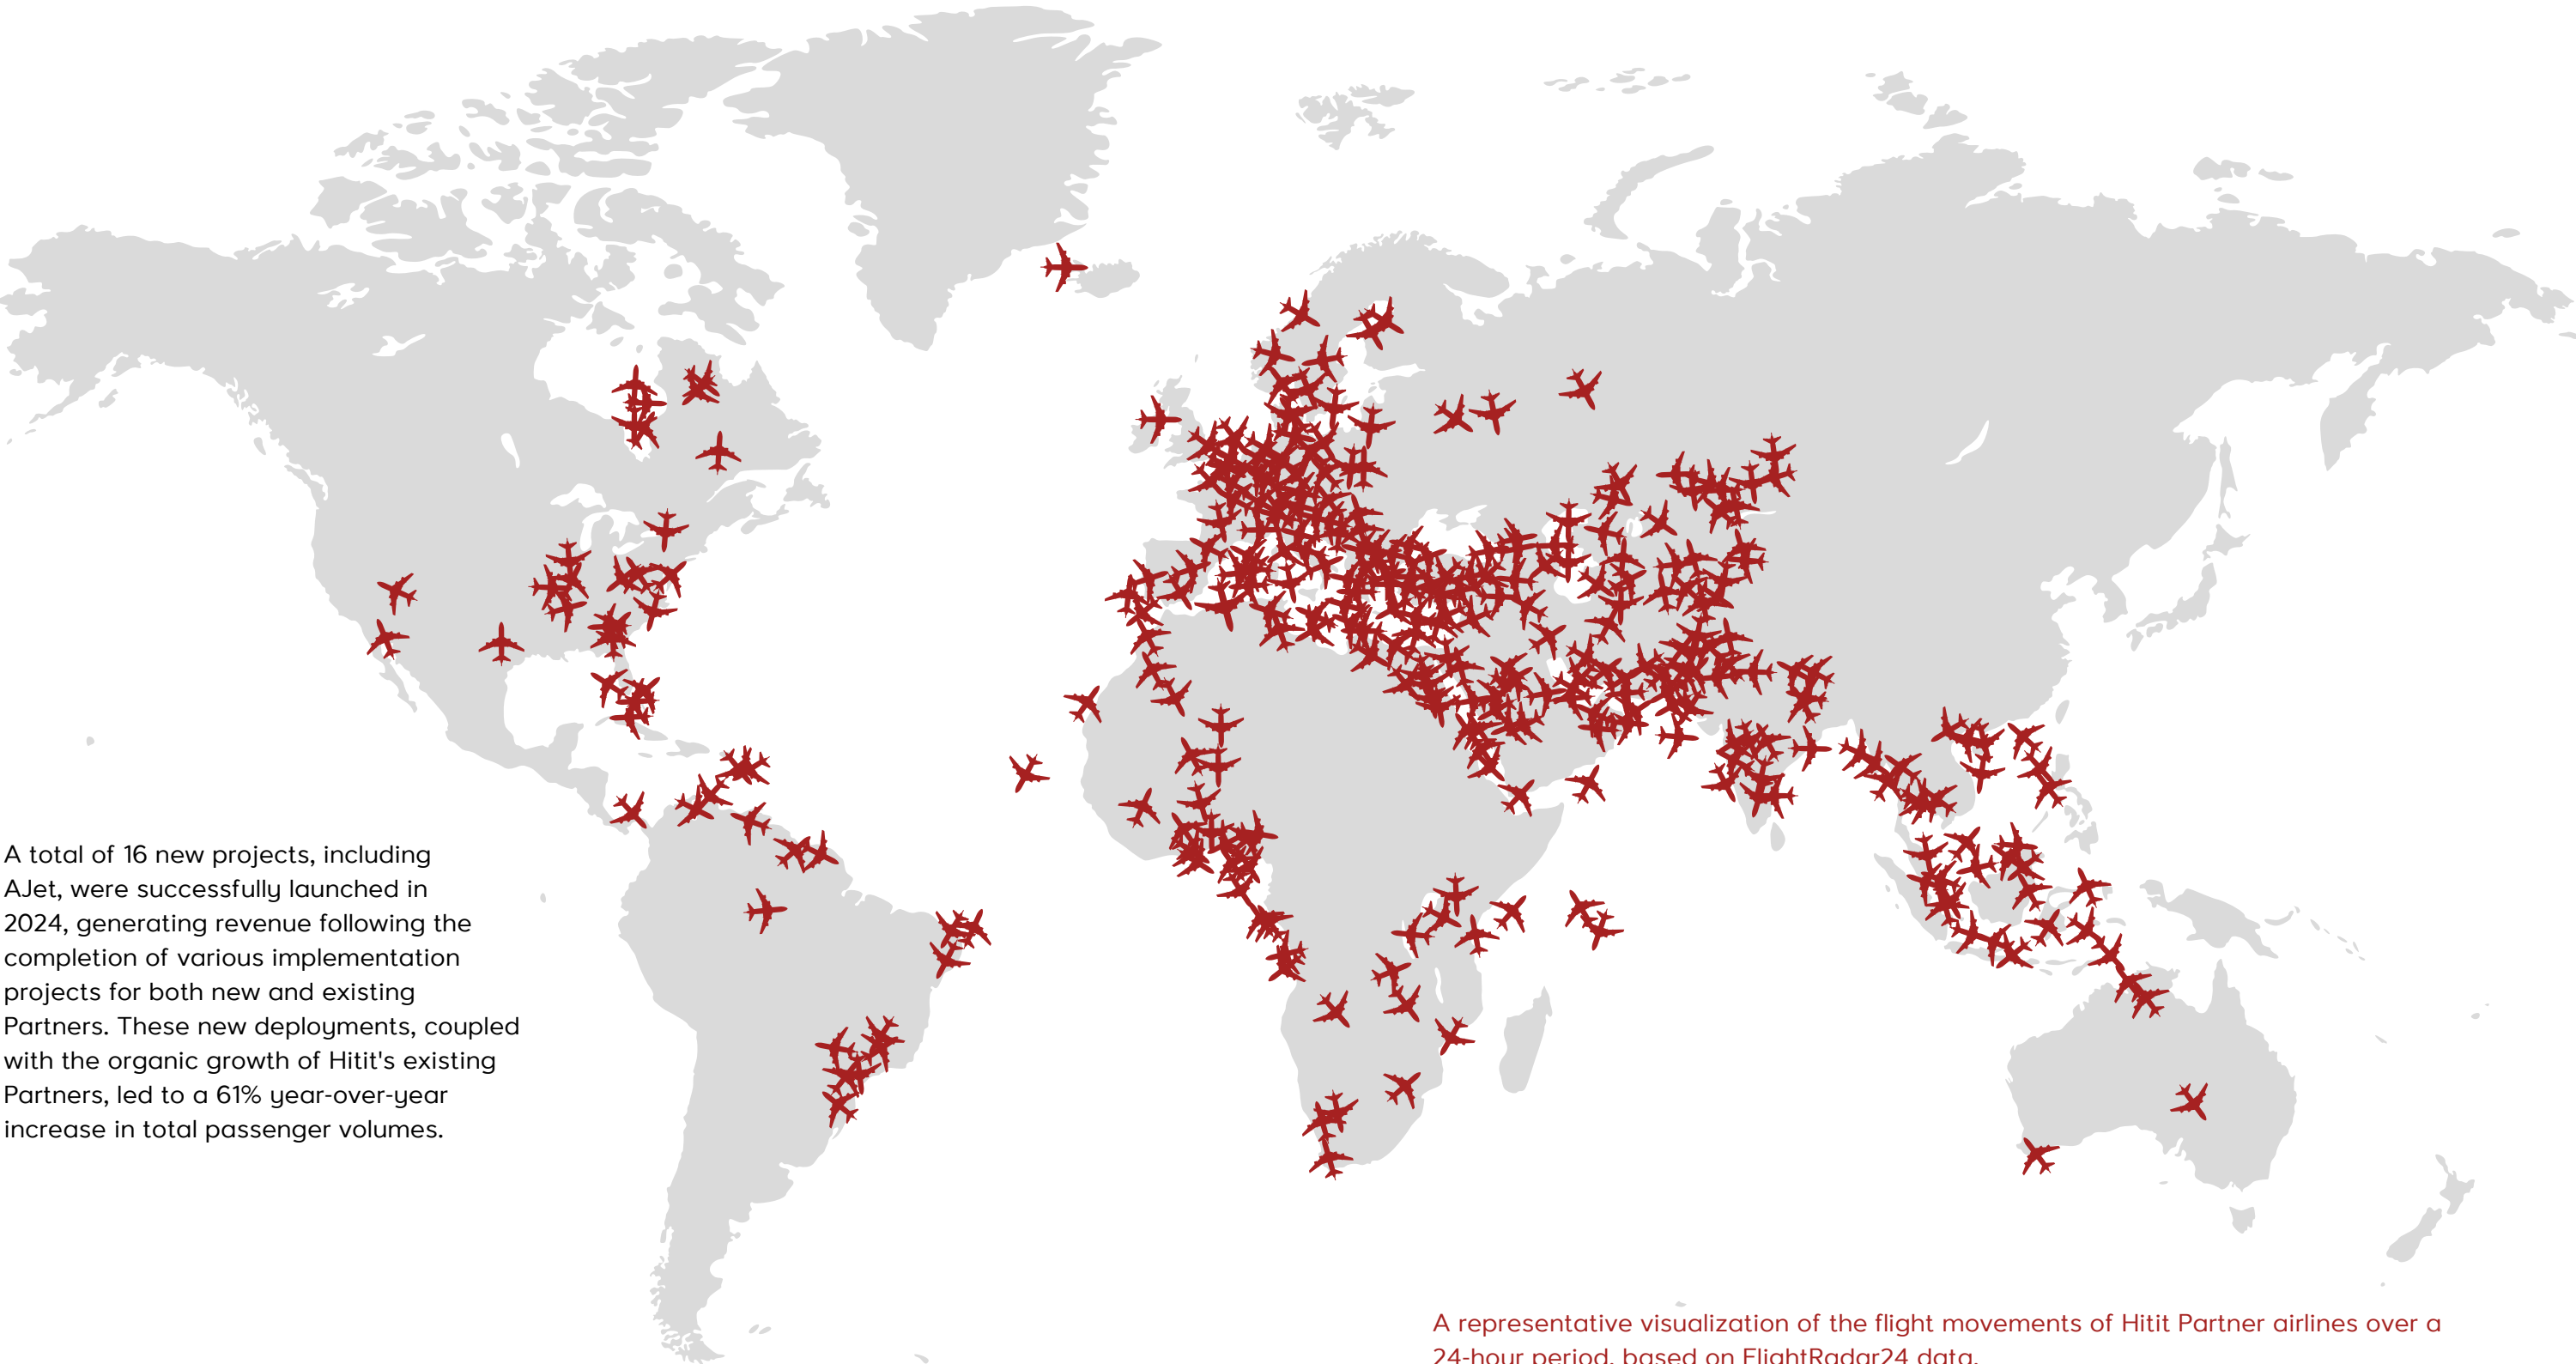 A total of 16 new projects, including
AJet, were successfully launched in
2024, generating revenue following the
completion of various implementation
projects for both new and existing
Partners. These new deployments, coupled
with the organic growth of Hitit's existing
Partners, led to a 61% year-over-year
increase in total passenger volumes.
A representative visualization of the flight movements of Hitit Partner airlines over a
24-hour period, based on FlightRadar24 data.